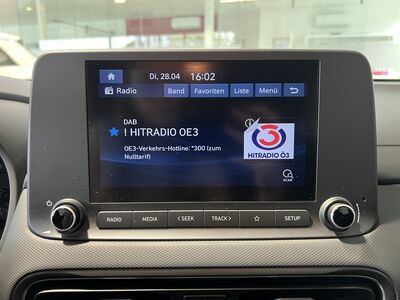 Di, 28.04 16:02
Radio Band Favoriten Liste Menü
DAB
! HITRADIO OE3
OE3-Verkehrs-Hotline: *300 (zum
Nulltarif)
3
HITRADIO Ö3
SCAN
RADIO MEDIA < SEEK TRACK > SETUP